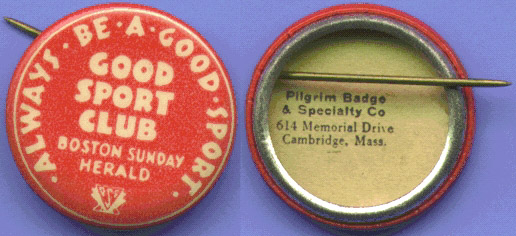 ALWAYS · BE · A · GOOD · SPORT ·
GOOD
SPORT
CLUB
BOSTON SUNDAY
HERALD
Pilgrim Badge
& Specialty Co
614 Memorial Drive
Cambridge, Mass.